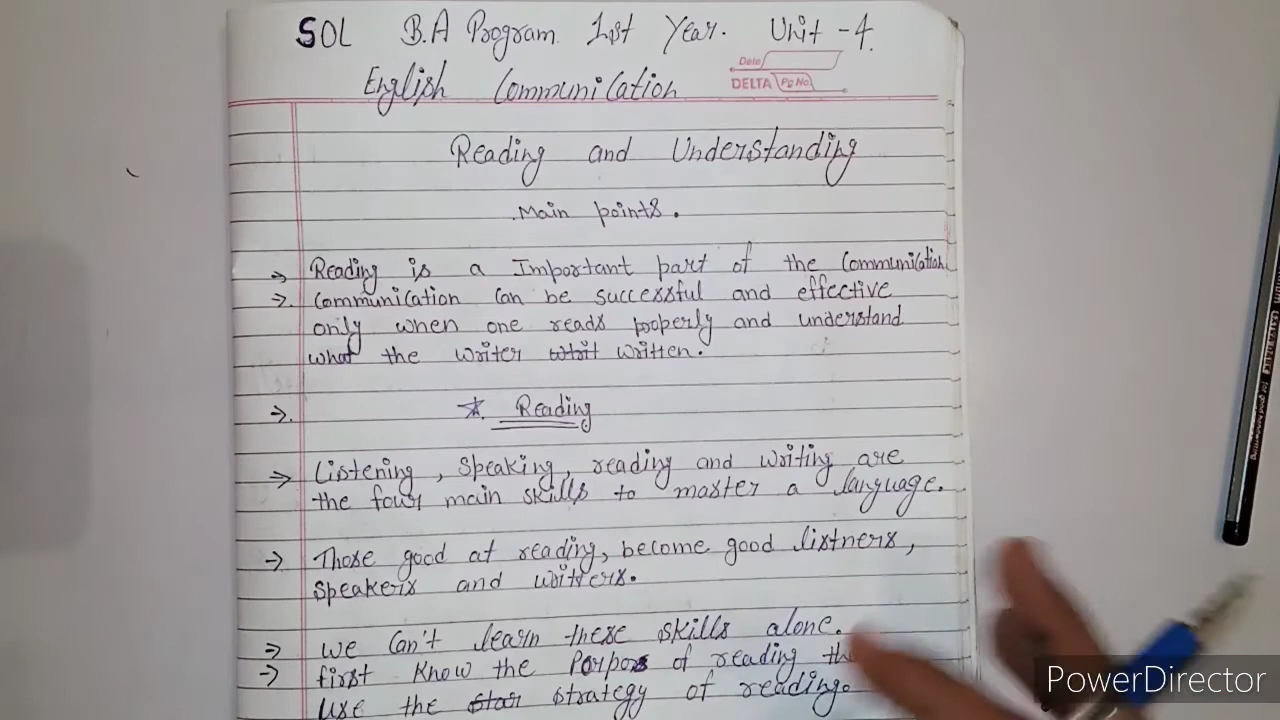 SOL B.A Program 1st Year. Unit - 4.
Date
English Communication
DELTA Pg No
Reading and Understanding
Main points.
→ Reading is a Important part of the Communication
→. Communication can be successful and effective
only when one reads properly and understand
what the writer written.
→. ☆. Reading
→ Listening, Speaking, reading and writing are
the four main skills to master a language.
→ Those good at reading, become good listners,
speakers and writters.
→ we Can't learn these skills alone.
→ first Know the of reading
use the strategy of reading.
PowerDirector